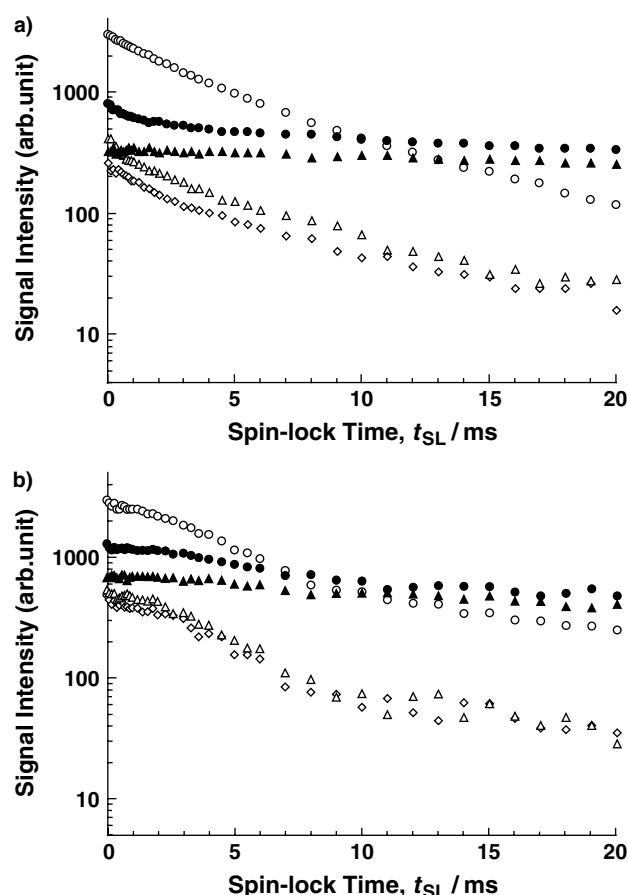 a)
Signal Intensity (arb.unit)
1000
100
10
0 5 10 15 20
Spin-lock Time, tSL / ms
b)
Signal Intensity (arb.unit)
1000
100
10
0 5 10 15 20
Spin-lock Time, tSL / ms